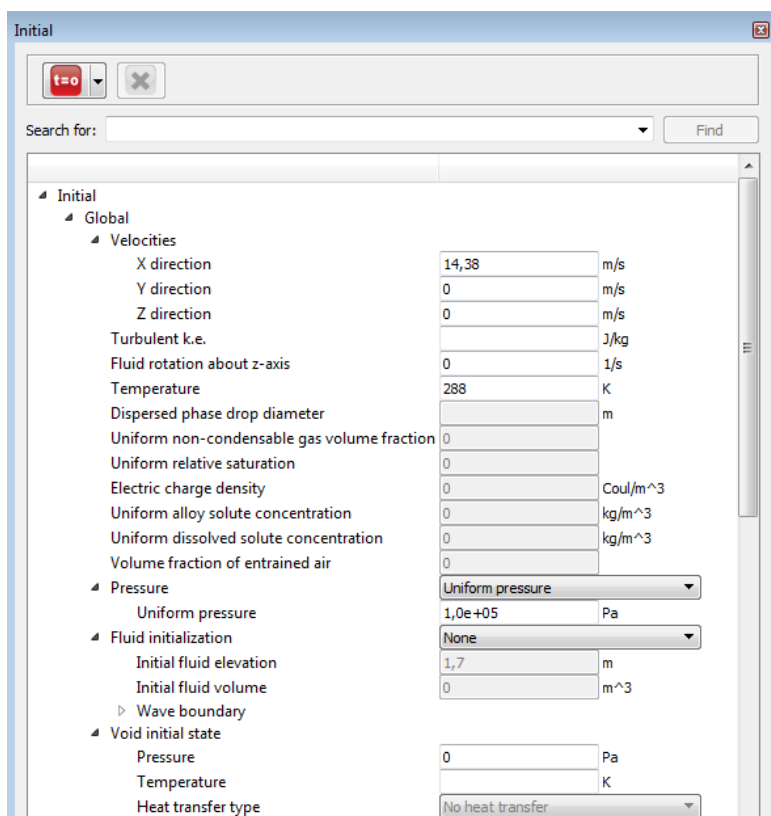 Initial
t=0
Search for:
Find
Initial
Global
Velocities
X direction 14,38 m/s
Y direction 0 m/s
Z direction 0 m/s
Turbulent k.e. J/kg
Fluid rotation about z-axis 0 1/s
Temperature 288 K
Dispersed phase drop diameter m
Uniform non-condensable gas volume fraction 0
Uniform relative saturation 0
Electric charge density 0 Coul/m^3
Uniform alloy solute concentration 0 kg/m^3
Uniform dissolved solute concentration 0 kg/m^3
Volume fraction of entrained air 0
Pressure Uniform pressure
Uniform pressure 1,0e+05 Pa
Fluid initialization None
Initial fluid elevation 1,7 m
Initial fluid volume 0 m^3
Wave boundary
Void initial state
Pressure 0 Pa
Temperature K
Heat transfer type No heat transfer